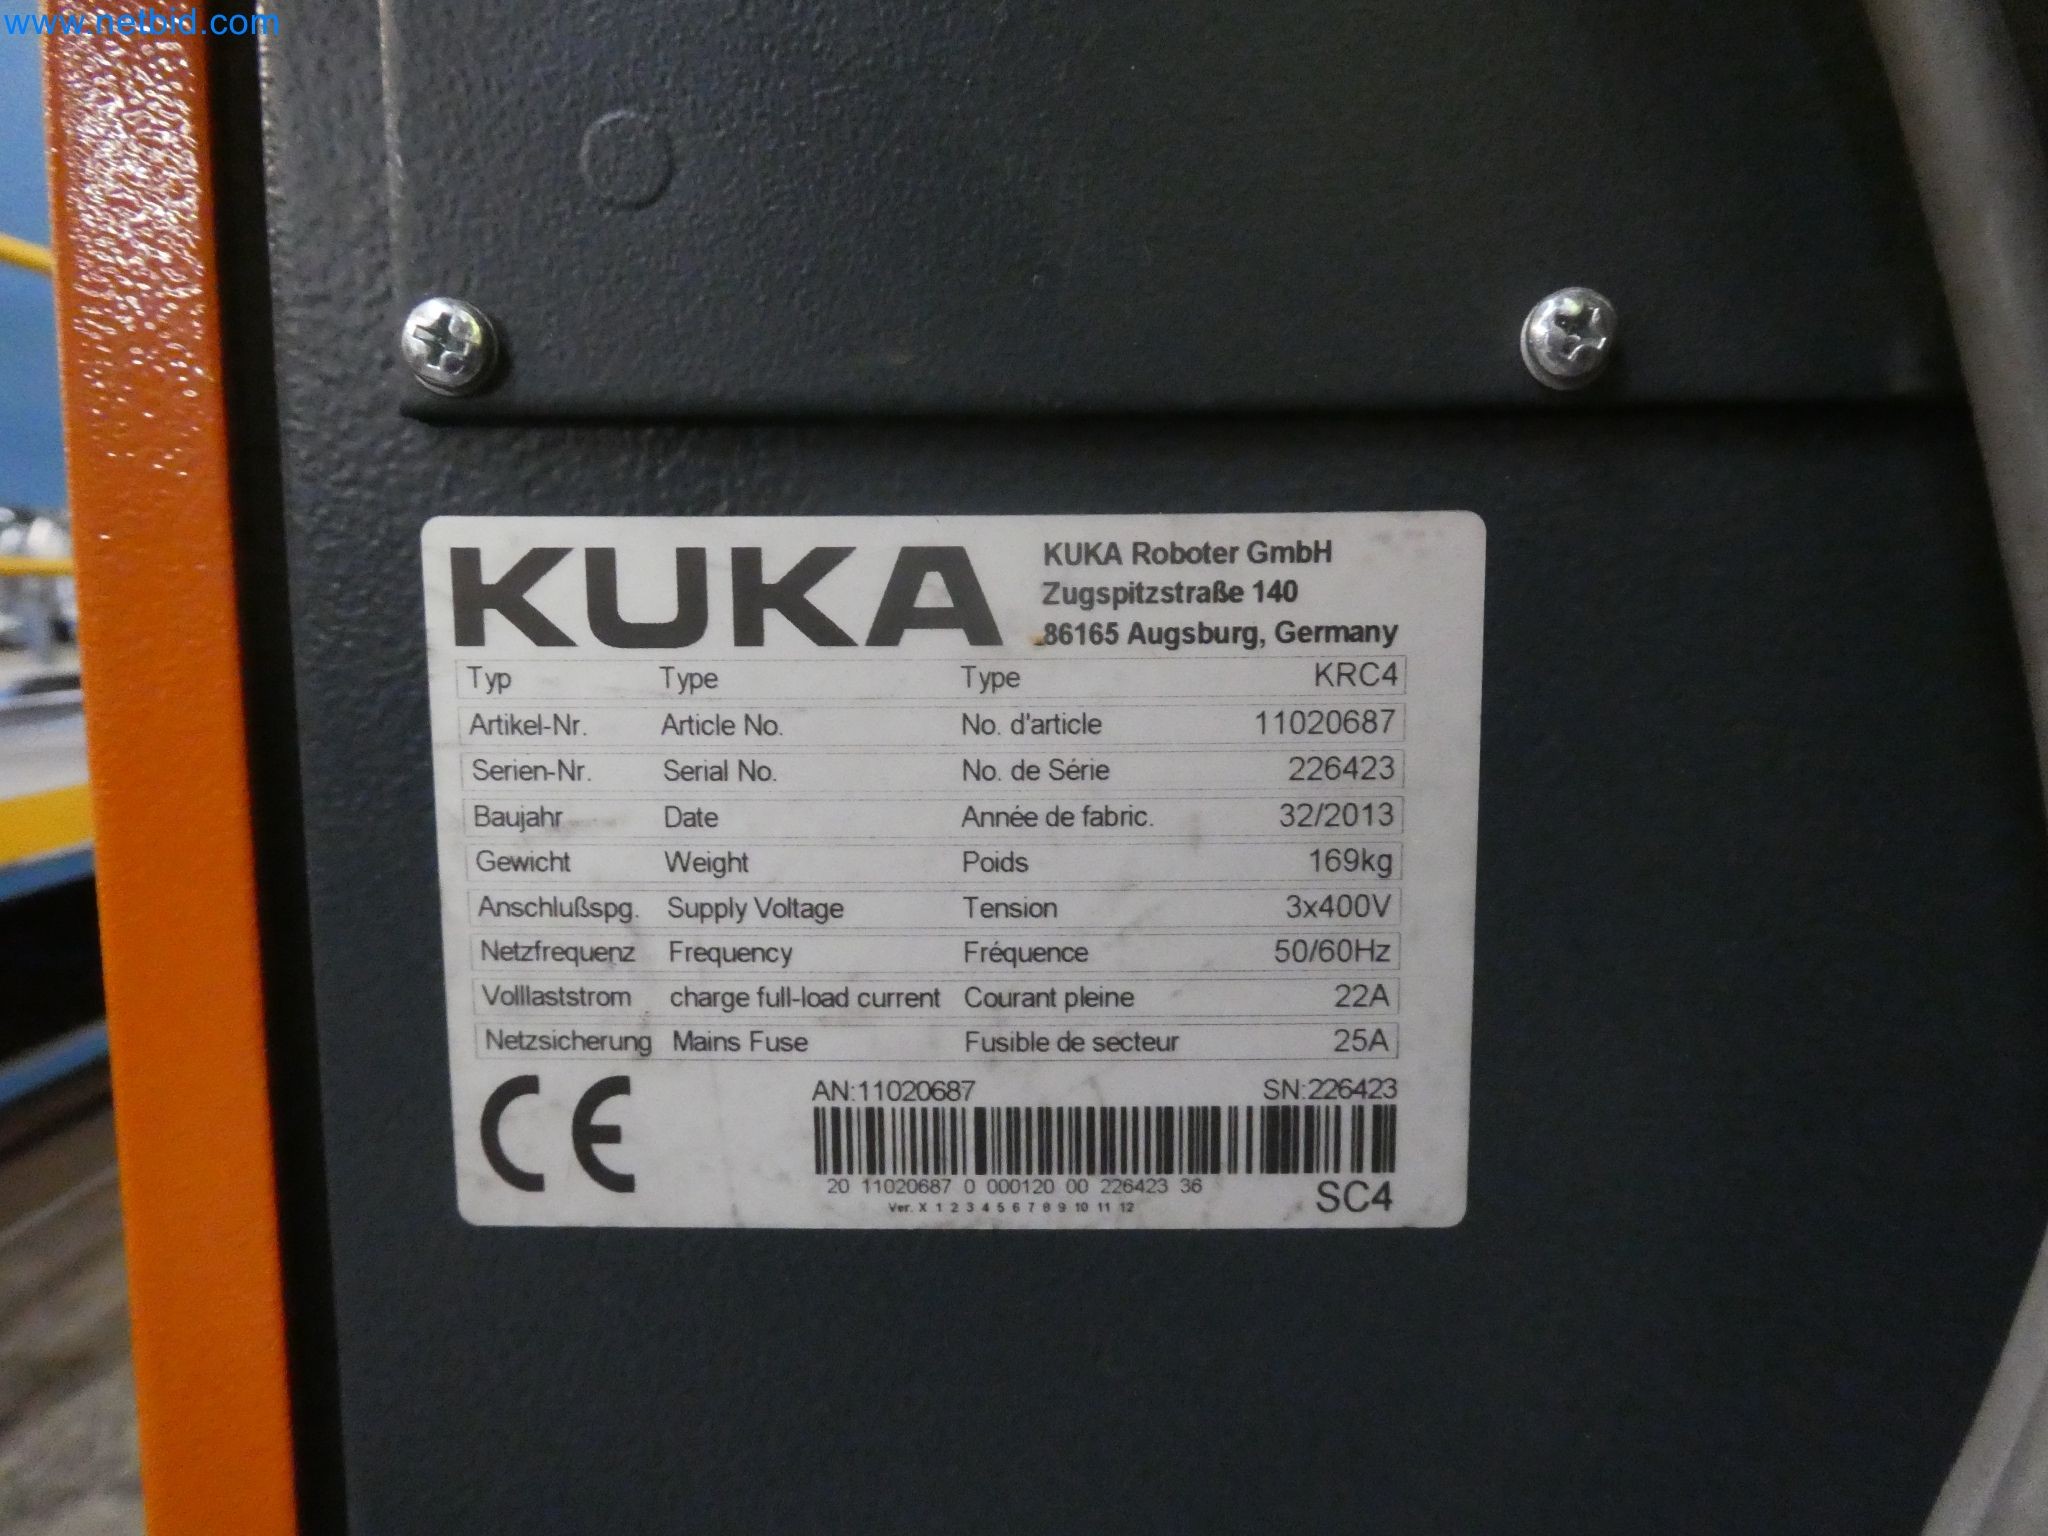 www.netbid.com
KUKA
KUKA Roboter GmbH
Zugspitzstraße 140
86165 Augsburg, Germany
Typ Type Type KRC4
Artikel-Nr. Article No. No. d'article 11020687
Serien-Nr. Serial No. No. de Série 226423
Baujahr Date Année de fabric. 32/2013
Gewicht Weight Poids 169kg
Anschlußspg. Supply Voltage Tension 3x400V
Netzfrequenz Frequency Fréquence 50/60Hz
Volllaststrom charge full-load current Courant pleine 22A
Netzsicherung Mains Fuse Fusible de secteur 25A
CE
AN:11020687 SN:226423
20 11020687 0 000120 00 226423 36
Ver. X 1 2 3 4 5 6 7 8 9 10 11 12
SC4